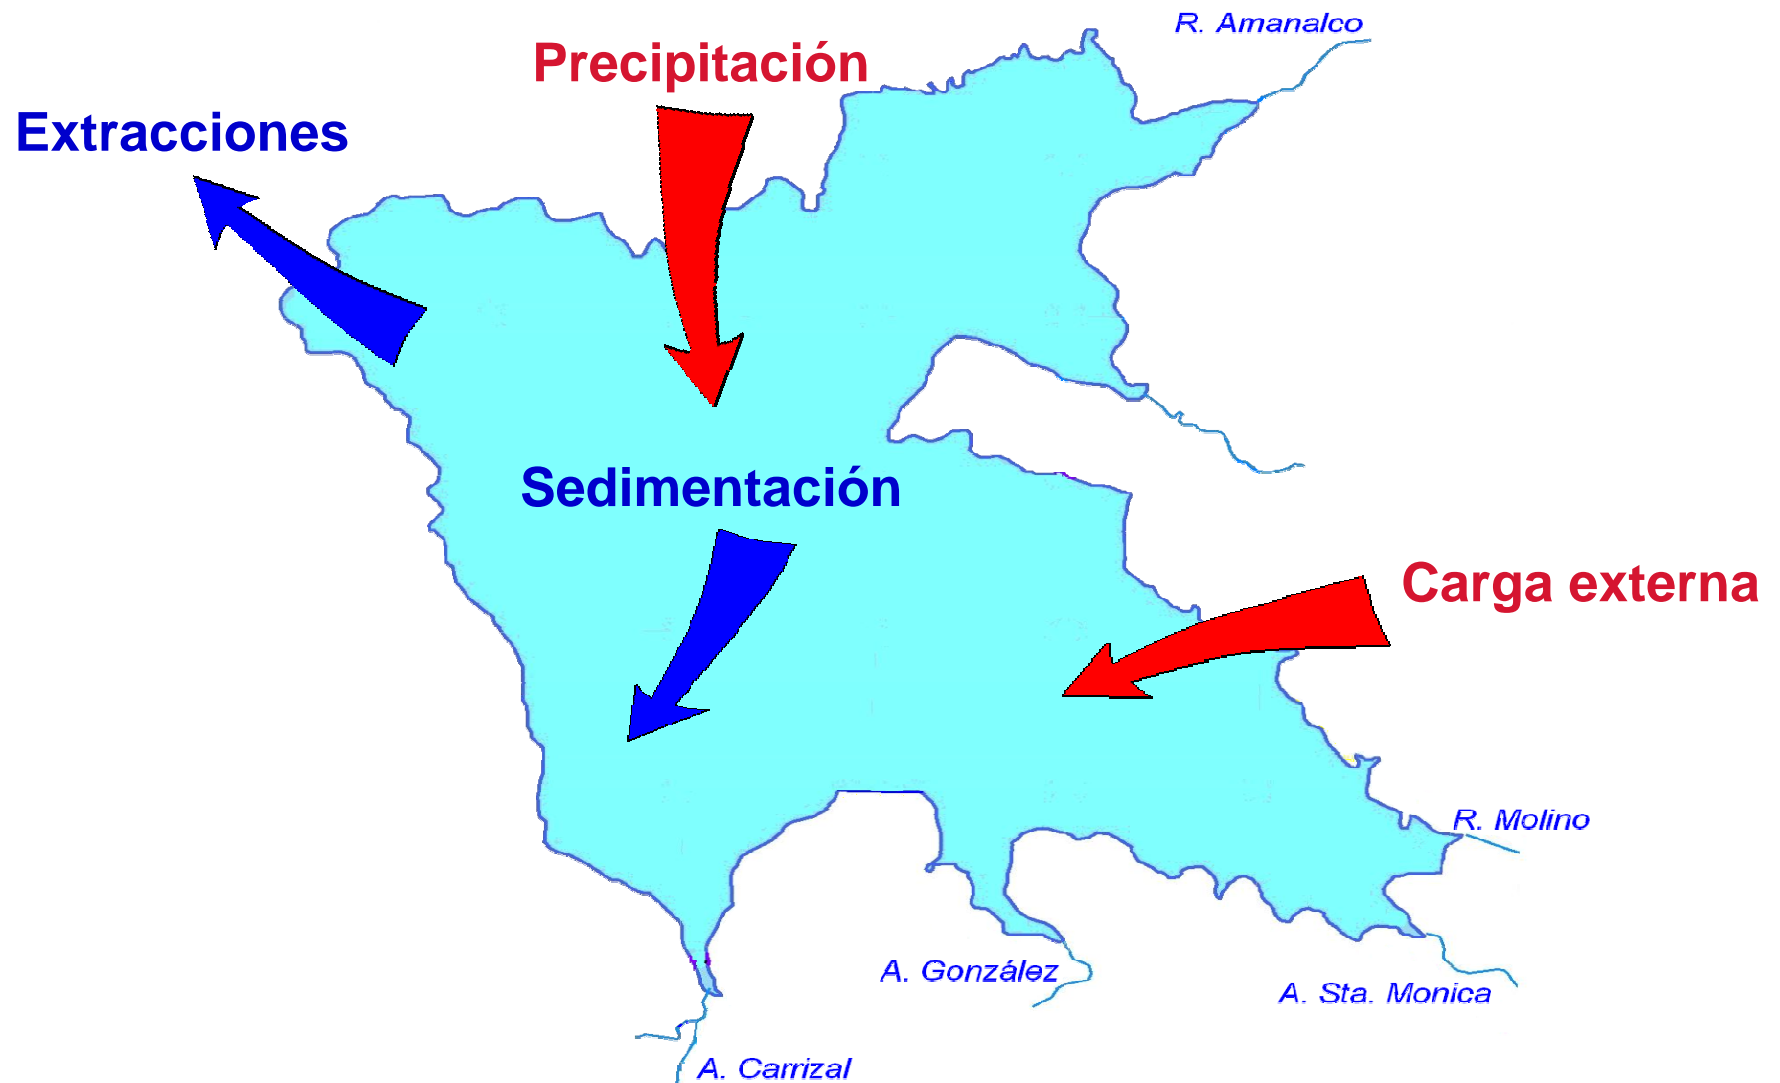 R. Amanalco
Precipitación
Extracciones
Sedimentación
Carga externa
R. Molino
A. González
A. Sta. Monica
A. Carrizal